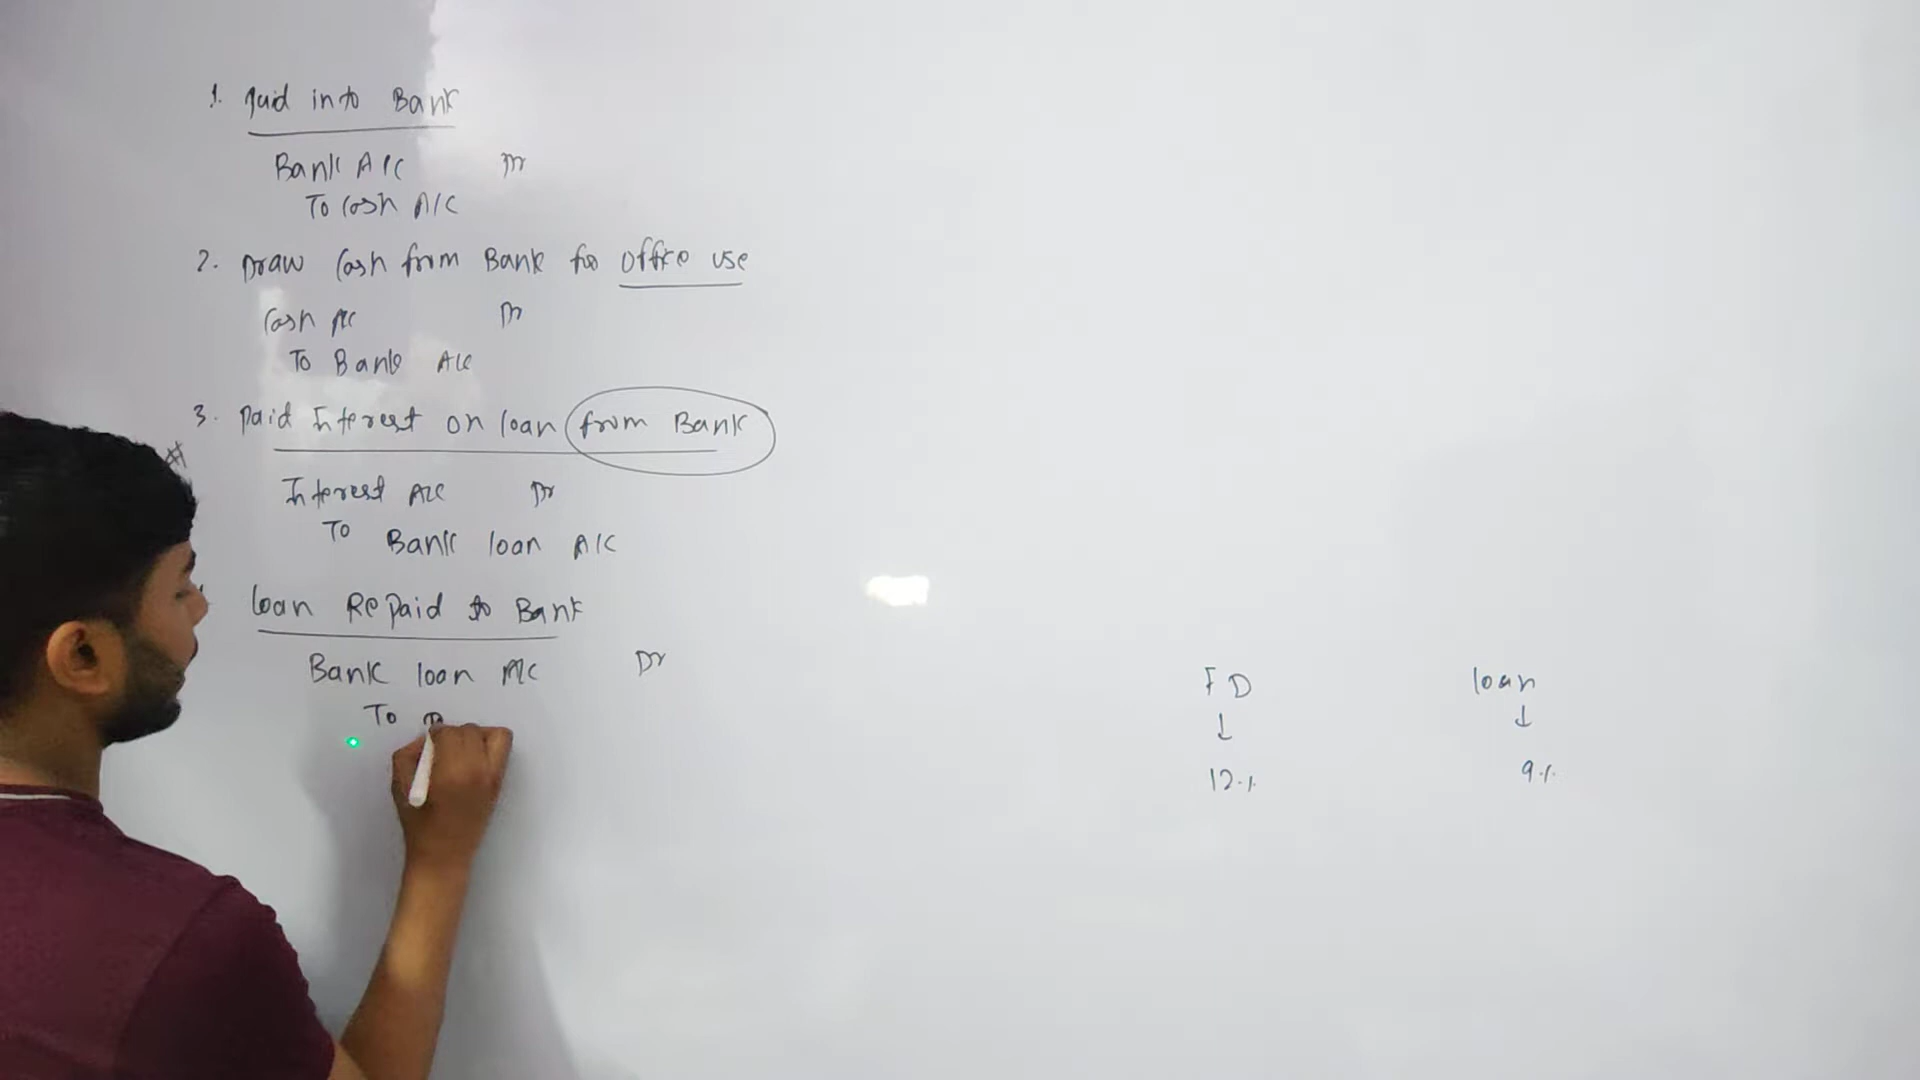 1. Paid into Bank
Bank A/C Dr
To Cash A/C
2. Draw Cash from Bank for office use
Cash A/C Dr
To Bank A/C
3. Paid Interest on loan from Bank
Interest A/C Dr
To Bank loan A/C
loan Repaid to Bank
Bank loan A/C Dr
To
FD loan
↓ ↓
12% 9%